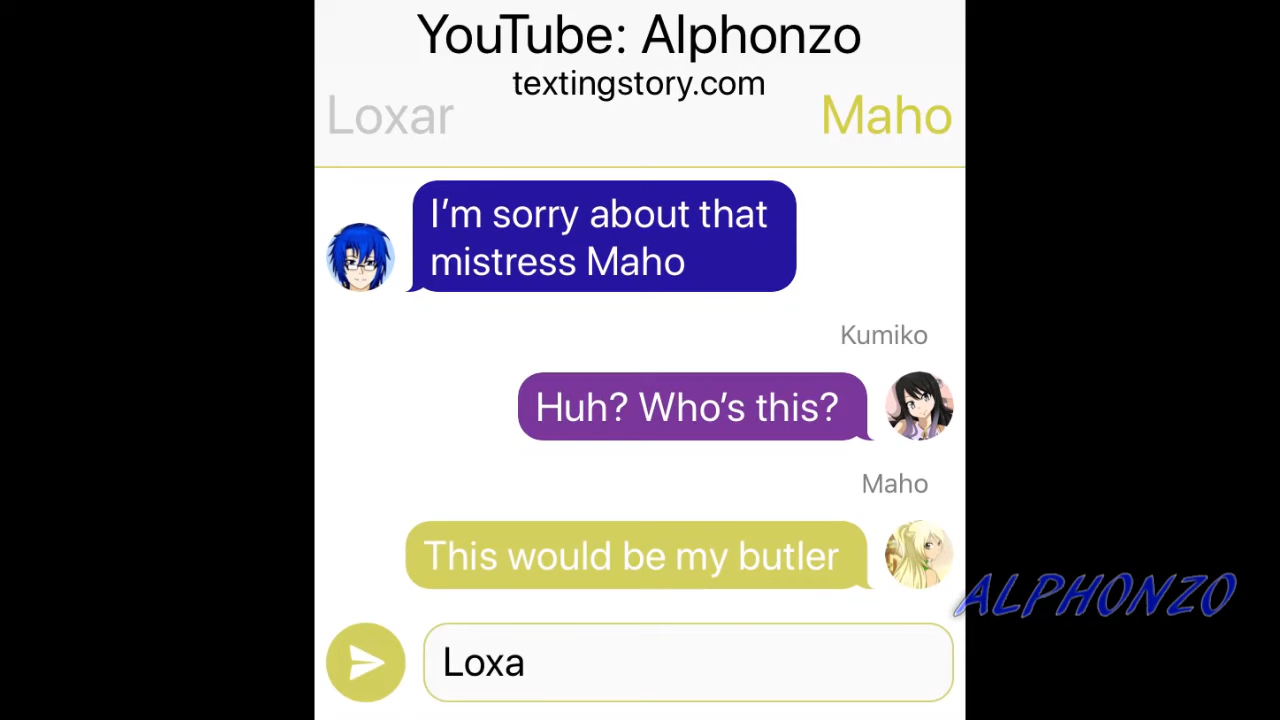 YouTube: Alphonzo
textingstory.com
Loxar Maho
I’m sorry about that
mistress Maho
Kumiko
Huh? Who’s this?
Maho
This would be my butler
ALPHONZO
Loxa